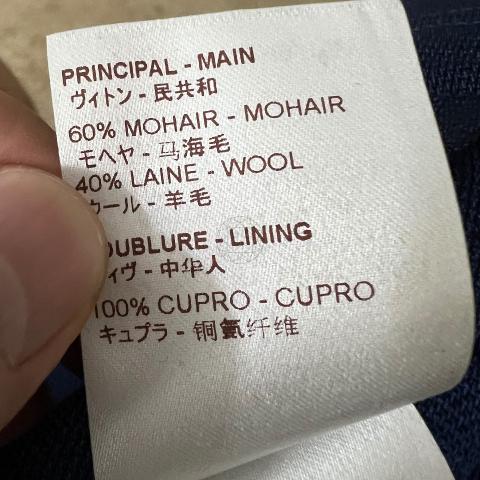 PRINCIPAL - MAIN
ヴィトン - 民共和
60% MOHAIR - MOHAIR
モヘヤ - 马海毛
40% LAINE - WOOL
ウール - 羊毛
OUBLURE - LINING
ィヴ - 中华人
100% CUPRO - CUPRO
キュプラ - 铜氨纤维